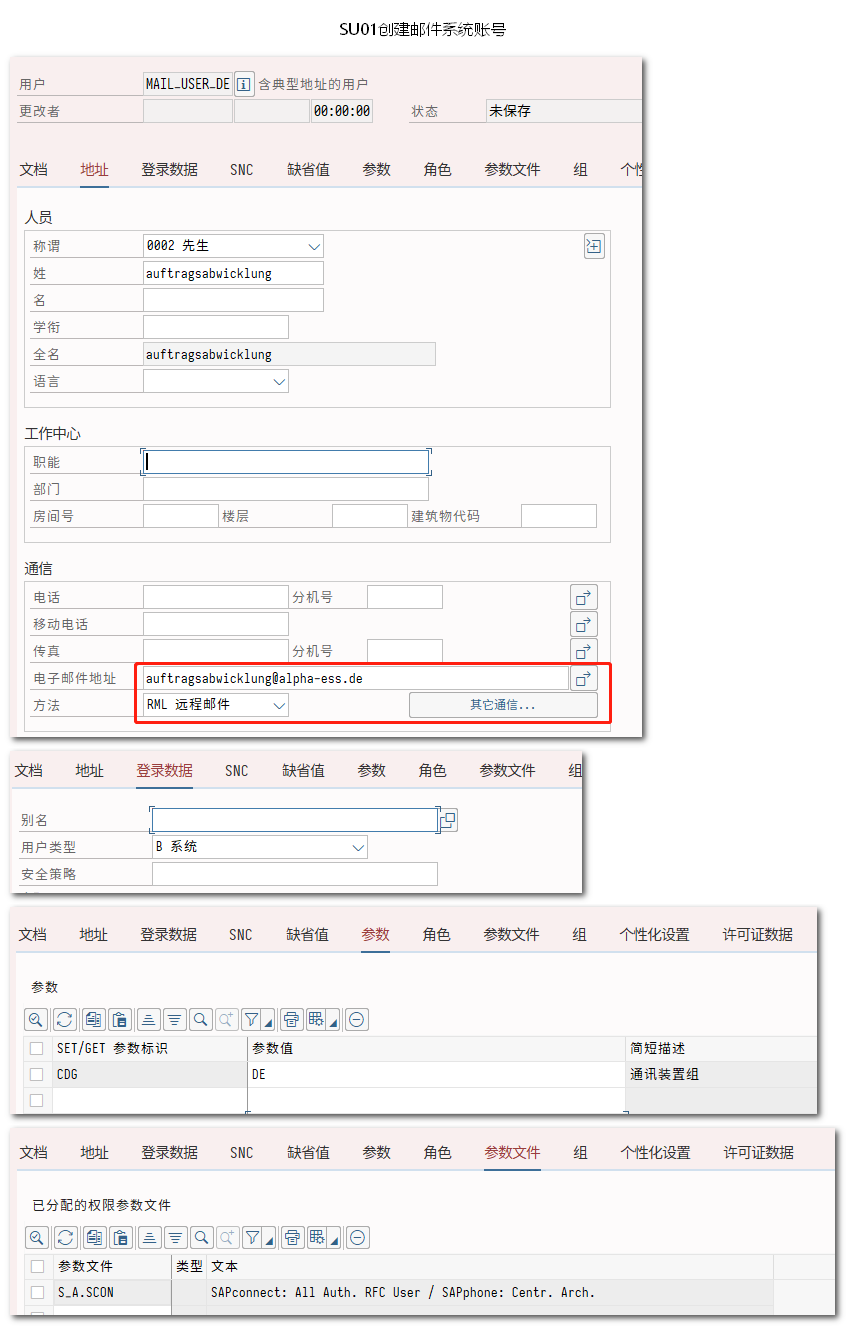 SU01创建邮件系统账号
用户 MAIL_USER_DE 含典型地址的用户
更改者 00:00:00 状态 未保存
文档 地址 登录数据 SNC 缺省值 参数 角色 参数文件 组
人员
称谓 0002 先生
姓 auftragsabwicklung
名
学衔
全名 auftragsabwicklung
语言
工作中心
职能
部门
房间号 楼层 建筑物代码
通信
电话 分机号
移动电话
传真 分机号
电子邮件地址 auftragsabwicklung@alpha-ess.de
方法 RML 远程邮件 其它通信...
文档 地址 登录数据 SNC 缺省值 参数 角色 参数文件 组
别名
用户类型 B 系统
安全策略
文档 地址 登录数据 SNC 缺省值 参数 角色 参数文件 组 个性化设置 许可证数据
参数
SET/GET 参数标识 参数值 简短描述
CDG DE 通讯装置组
文档 地址 登录数据 SNC 缺省值 参数 角色 参数文件 组 个性化设置 许可证数据
已分配的权限参数文件
参数文件 类型 文本
S_A.SCON SAPconnect: All Auth. RFC User / SAPphone: Centr. Arch.